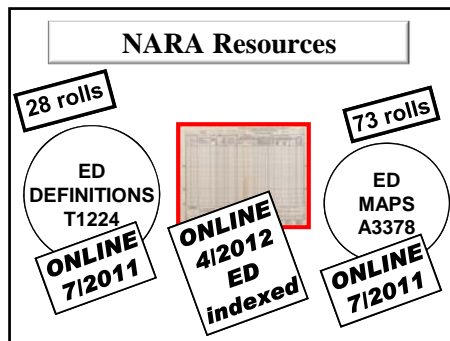 NARA Resources
28 rolls
ED
DEFINITIONS
T1224
ONLINE
7/2011
ONLINE
4/2012
ED
indexed
73 rolls
ED
MAPS
A3378
ONLINE
7/2011